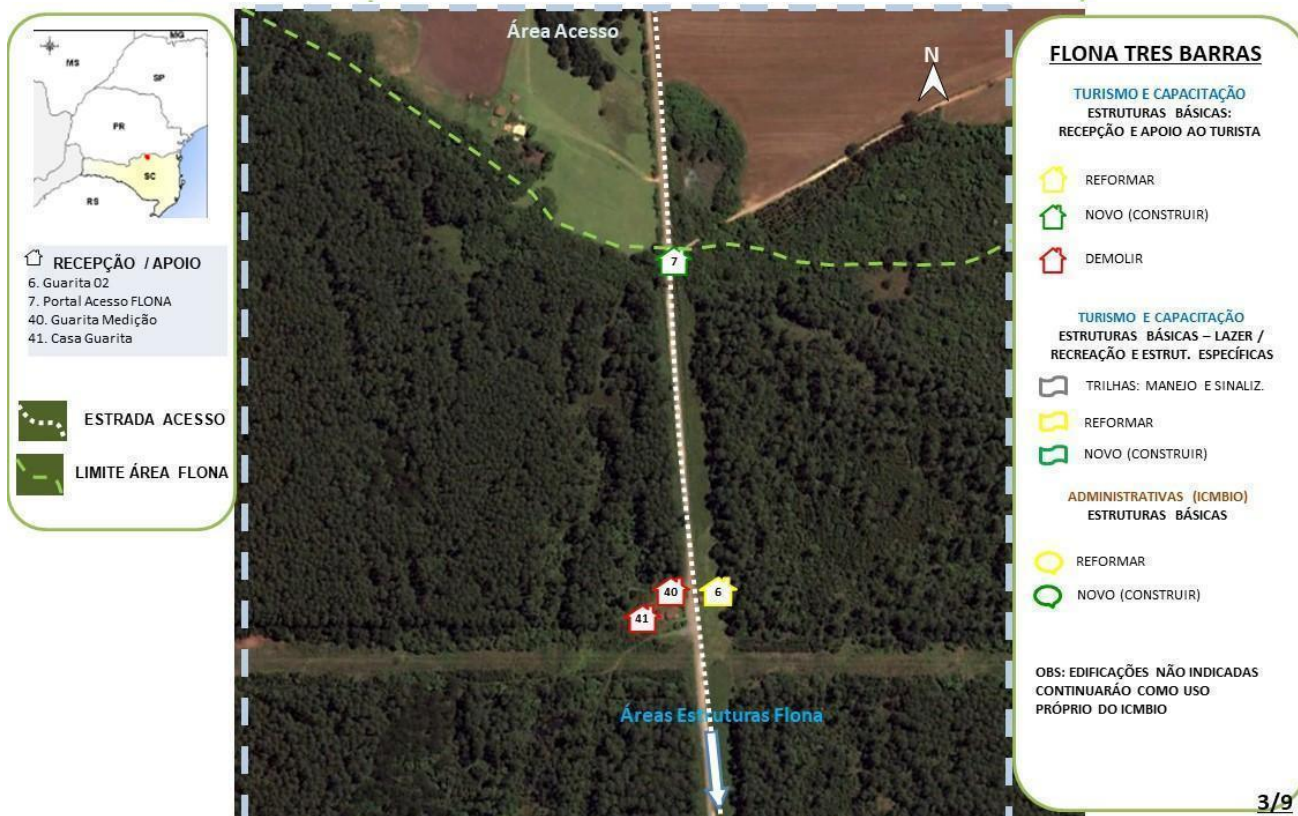 MG
MS
SP
PR
SC
RS
RECEPÇÃO / APOIO
6. Guarita 02
7. Portal Acesso FLONA
40. Guarita Medição
41. Casa Guarita
ESTRADA ACESSO
LIMITE ÁREA FLONA
Área Acesso
N
7
40
6
41
Áreas Estruturas Flona
FLONA TRES BARRAS
TURISMO E CAPACITAÇÃO
ESTRUTURAS BÁSICAS:
RECEPÇÃO E APOIO AO TURISTA
REFORMAR
NOVO (CONSTRUIR)
DEMOLIR
TURISMO E CAPACITAÇÃO
ESTRUTURAS BÁSICAS – LAZER /
RECREAÇÃO E ESTRUT. ESPECÍFICAS
TRILHAS: MANEJO E SINALIZ.
REFORMAR
NOVO (CONSTRUIR)
ADMINISTRATIVAS (ICMBIO)
ESTRUTURAS BÁSICAS
REFORMAR
NOVO (CONSTRUIR)
OBS: EDIFICAÇÕES NÃO INDICADAS
CONTINUARÁO COMO USO
PRÓPRIO DO ICMBIO
3/9